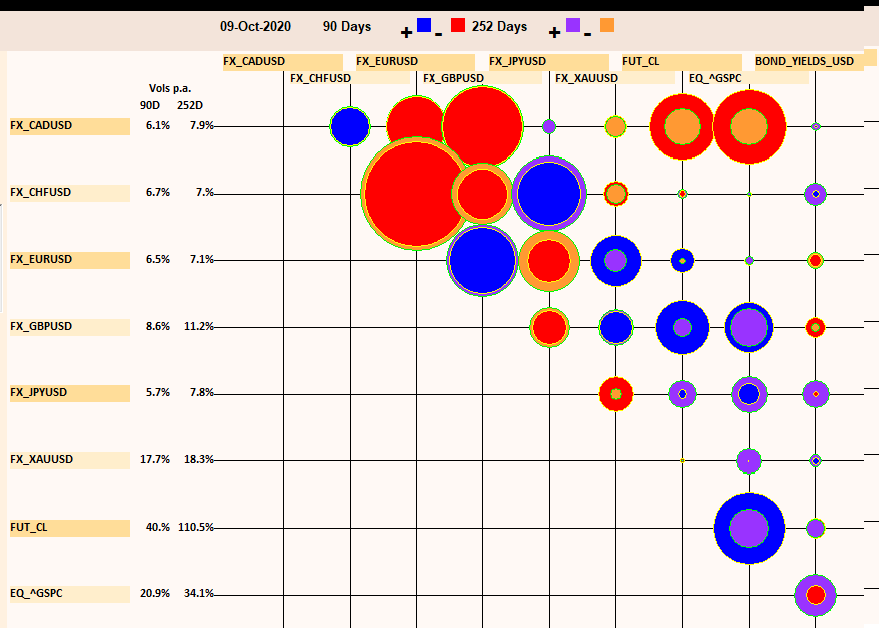 09-Oct-2020 90 Days + - 252 Days + -
FX_CADUSD FX_EURUSD FX_JPYUSD FUT_CL BOND_YIELDS_USD
FX_CHFUSD FX_GBPUSD FX_XAUUSD EQ_^GSPC
Vols p.a.
90D 252D
FX_CADUSD 6.1% 7.9%
FX_CHFUSD 6.7% 7.%
FX_EURUSD 6.5% 7.1%
FX_GBPUSD 8.6% 11.2%
FX_JPYUSD 5.7% 7.8%
FX_XAUUSD 17.7% 18.3%
FUT_CL 40.% 110.5%
EQ_^GSPC 20.9% 34.1%